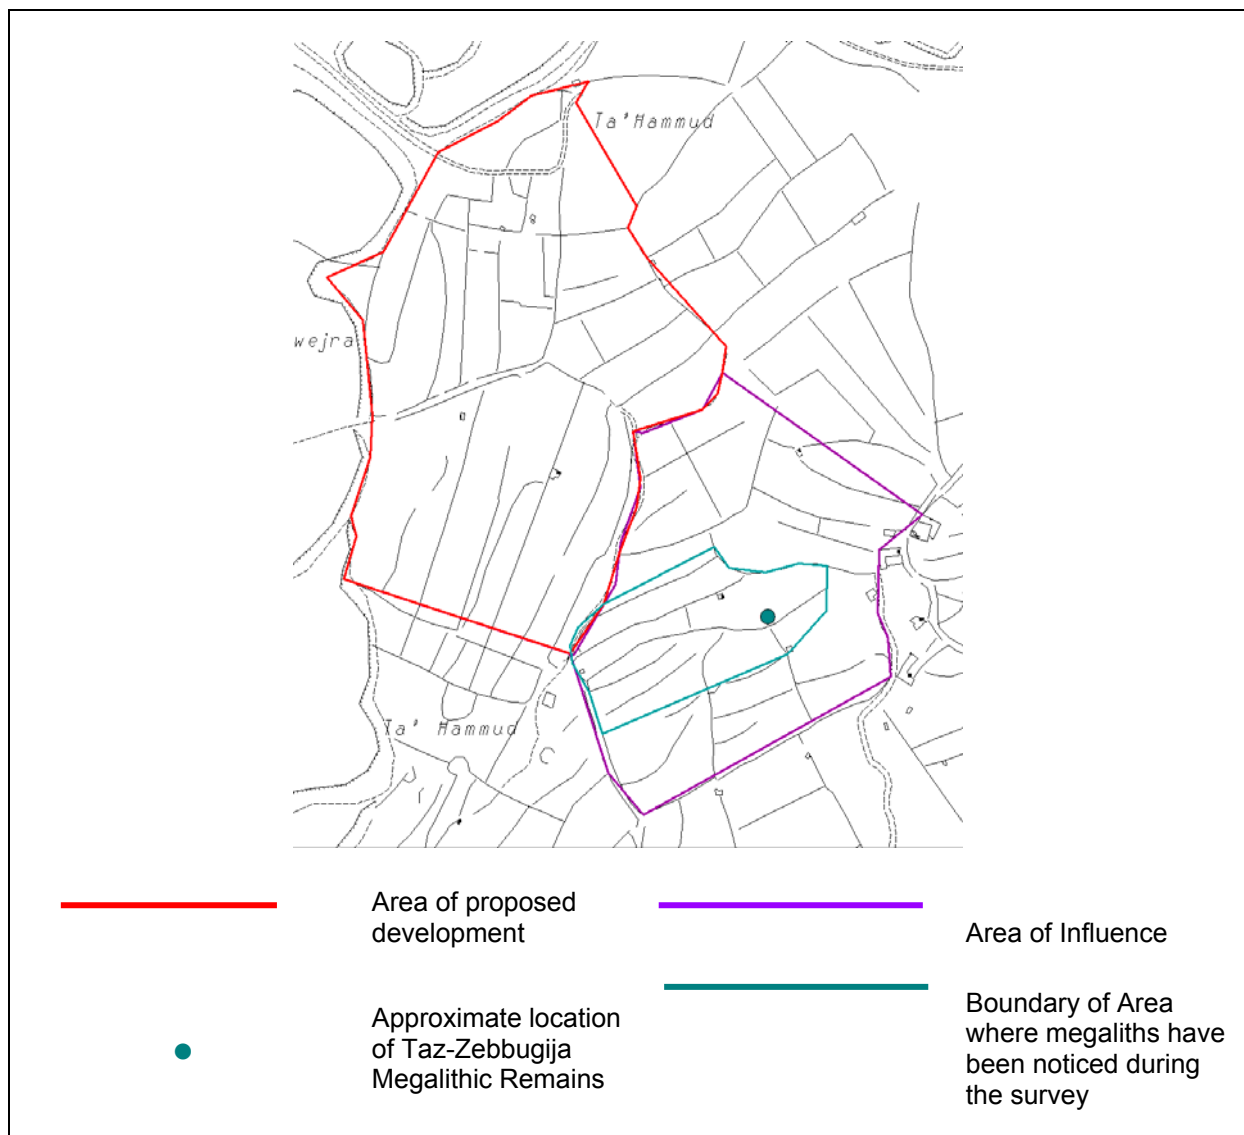 Ta'Hammud
wejra
Ta' Hammud
Area of proposed
development
Area of Influence
Approximate location
of Taz-Zebbugija
Megalithic Remains
Boundary of Area
where megaliths have
been noticed during
the survey